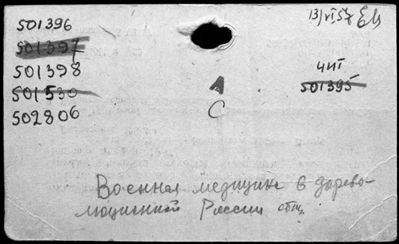 501396
13/VI 57
501397
501398
501530
502806
ЧИТ
501395
С
Военная медицина в дорево-
люционной России общ.